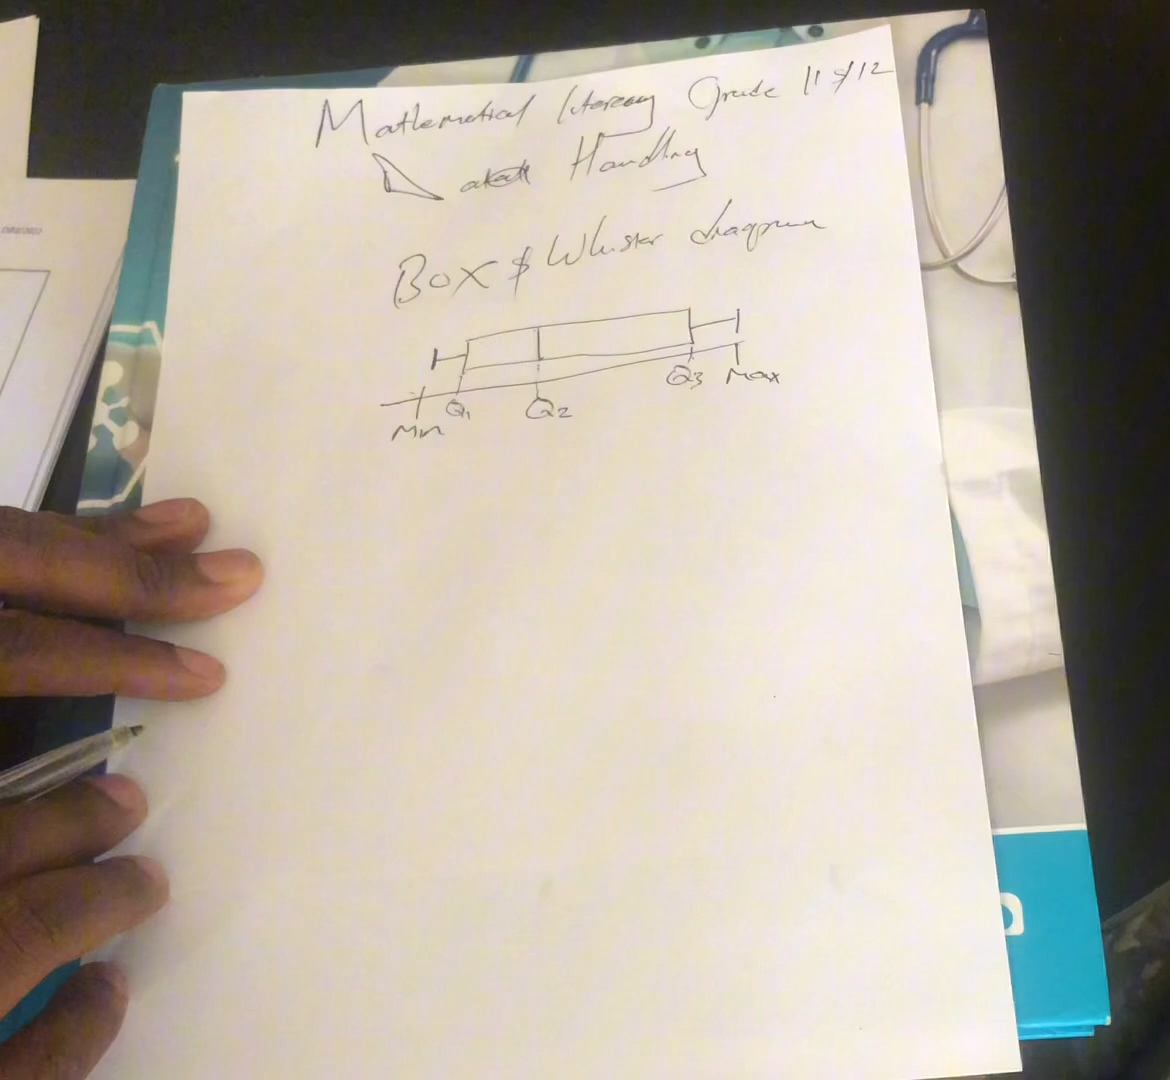 Mathematical literacy Grade 11 & 12
Data Handling
Box & Whisker diagram
Q3 Max
Min Q1 Q2